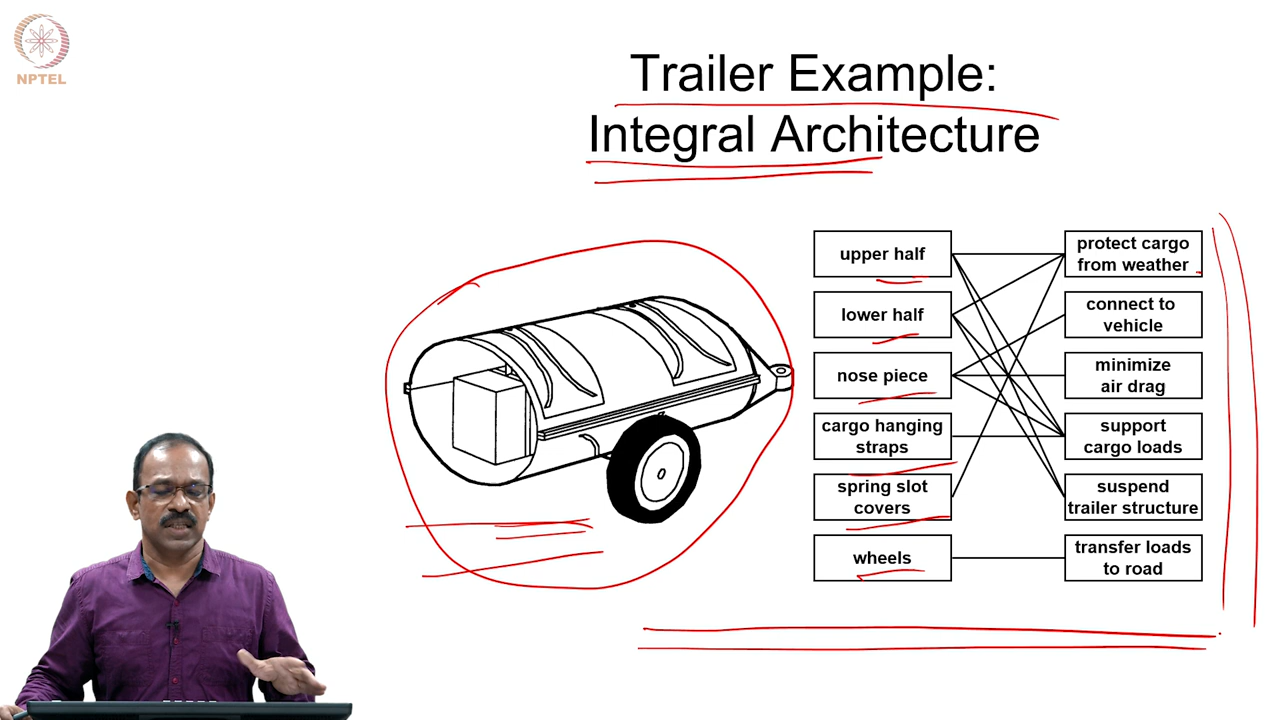 NPTEL
Trailer Example:
Integral Architecture
upper half
lower half
nose piece
cargo hanging
straps
spring slot
covers
wheels
protect cargo
from weather
connect to
vehicle
minimize
air drag
support
cargo loads
suspend
trailer structure
transfer loads
to road